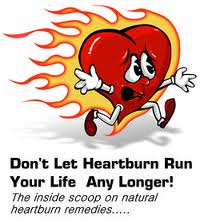 Don't Let Heartburn Run
Your Life Any Longer!
The inside scoop on natural
heartburn remedies.....